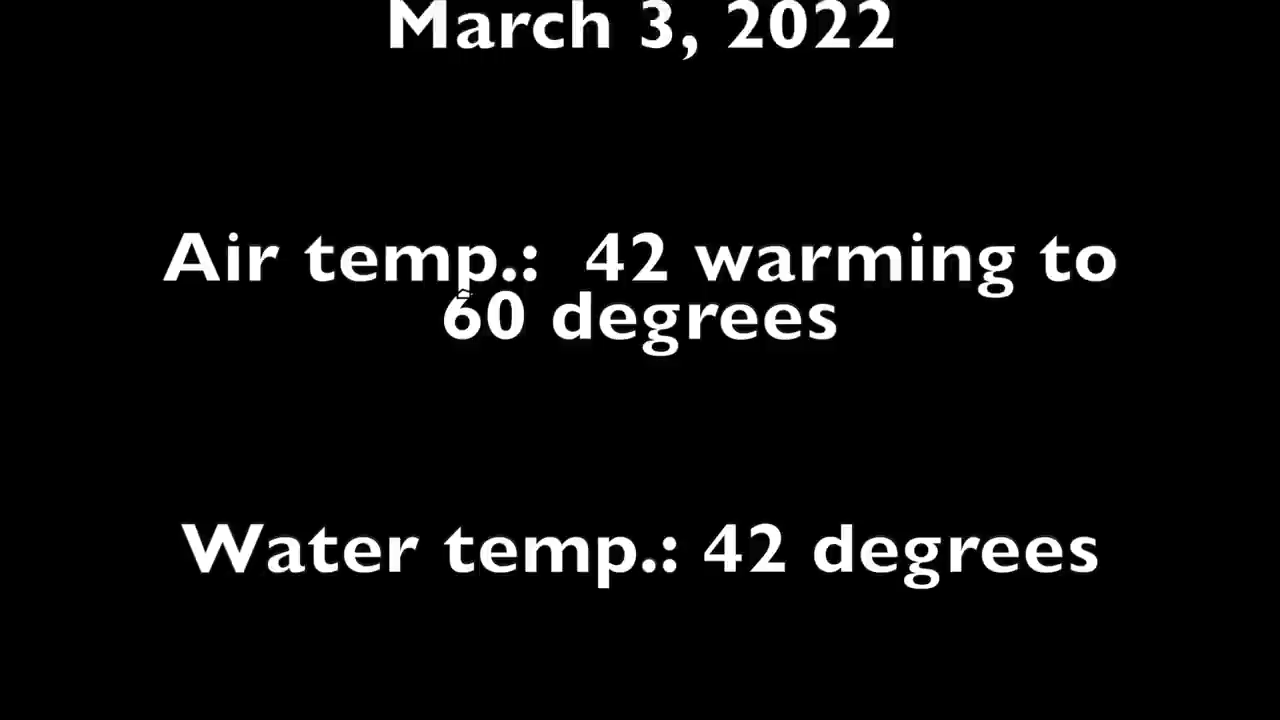 March 3, 2022
Air temp.:  42 warming to
60 degrees
Water temp.: 42 degrees